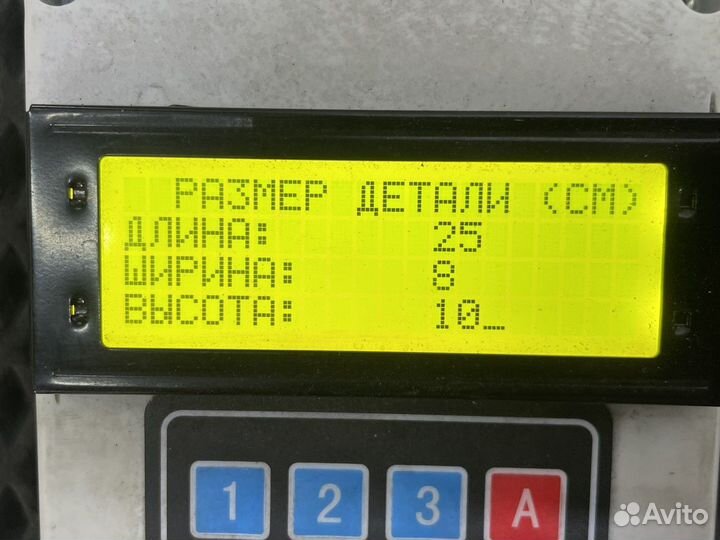 РАЗМЕР ДЕТАЛИ (СМ)
ДЛИНА: 25
ШИРИНА: 8
ВЫСОТА: 10_
1 2 3 A
Avito